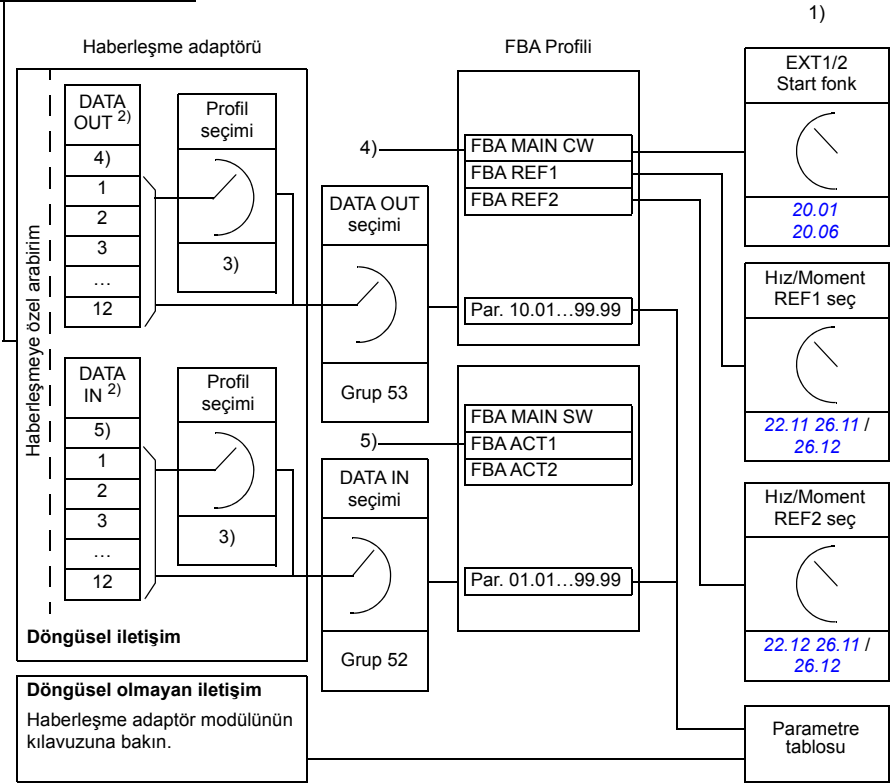 1)
Haberleşme adaptörü
FBA Profili
EXT1/2
Start fonk
20.01
20.06
Haberleşmeye özel arabirim
DATA
OUT 2)
4)
1
2
3
…
12
Profil
seçimi
3)
DATA OUT
seçimi
Grup 53
4)
FBA MAIN CW
FBA REF1
FBA REF2
Par. 10.01…99.99
Hız/Moment
REF1 seç
22.11 26.11 /
26.12
DATA
IN 2)
5)
1
2
3
…
12
Profil
seçimi
3)
DATA IN
seçimi
Grup 52
5)
FBA MAIN SW
FBA ACT1
FBA ACT2
Par. 01.01…99.99
Hız/Moment
REF2 seç
22.12 26.11 /
26.12
Döngüsel iletişim
Döngüsel olmayan iletişim
Haberleşme adaptör modülünün
kılavuzuna bakın.
Parametre
tablosu